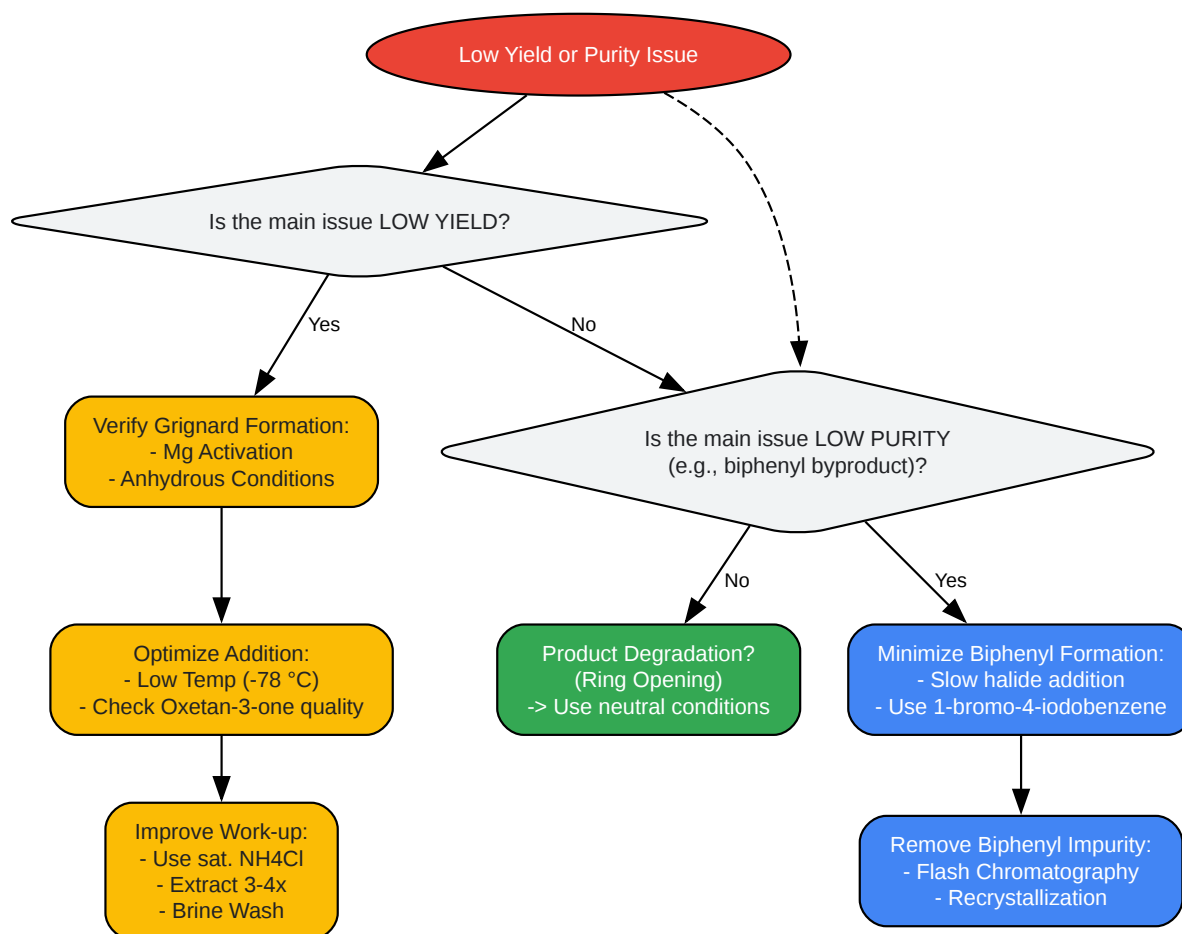 Low Yield or Purity Issue
Is the main issue LOW YIELD?
Yes
No
Verify Grignard Formation:
- Mg Activation
- Anhydrous Conditions
Is the main issue LOW PURITY
(e.g., biphenyl byproduct)?
No
Yes
Optimize Addition:
- Low Temp (-78 °C)
- Check Oxetan-3-one quality
Product Degradation?
(Ring Opening)
-> Use neutral conditions
Minimize Biphenyl Formation:
- Slow halide addition
- Use 1-bromo-4-iodobenzene
Improve Work-up:
- Use sat. NH4Cl
- Extract 3-4x
- Brine Wash
Remove Biphenyl Impurity:
- Flash Chromatography
- Recrystallization